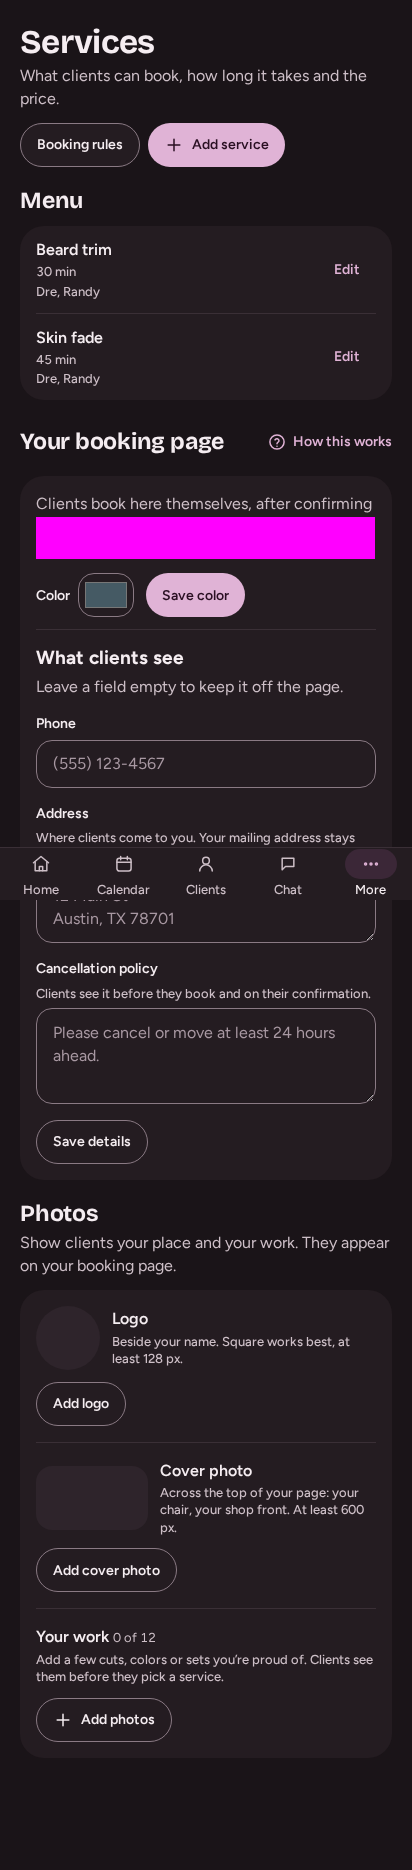 Services
What clients can book, how long it takes and the
price.
Booking rules
Add service
Menu
Beard trim
30 min
Dre, Randy
Edit
Skin fade
45 min
Dre, Randy
Edit
Your booking page
How this works
Clients book here themselves, after confirming
Color
Save color
What clients see
Leave a field empty to keep it off the page.
Phone
(555) 123-4567
Address
Where clients come to you. Your mailing address stays
Home
Calendar
Clients
Chat
More
Austin, TX 78701
Cancellation policy
Clients see it before they book and on their confirmation.
Please cancel or move at least 24 hours
ahead.
Save details
Photos
Show clients your place and your work. They appear
on your booking page.
Logo
Beside your name. Square works best, at
least 128 px.
Add logo
Cover photo
Across the top of your page: your
chair, your shop front. At least 600
px.
Add cover photo
Your work 0 of 12
Add a few cuts, colors or sets you’re proud of. Clients see
them before they pick a service.
Add photos